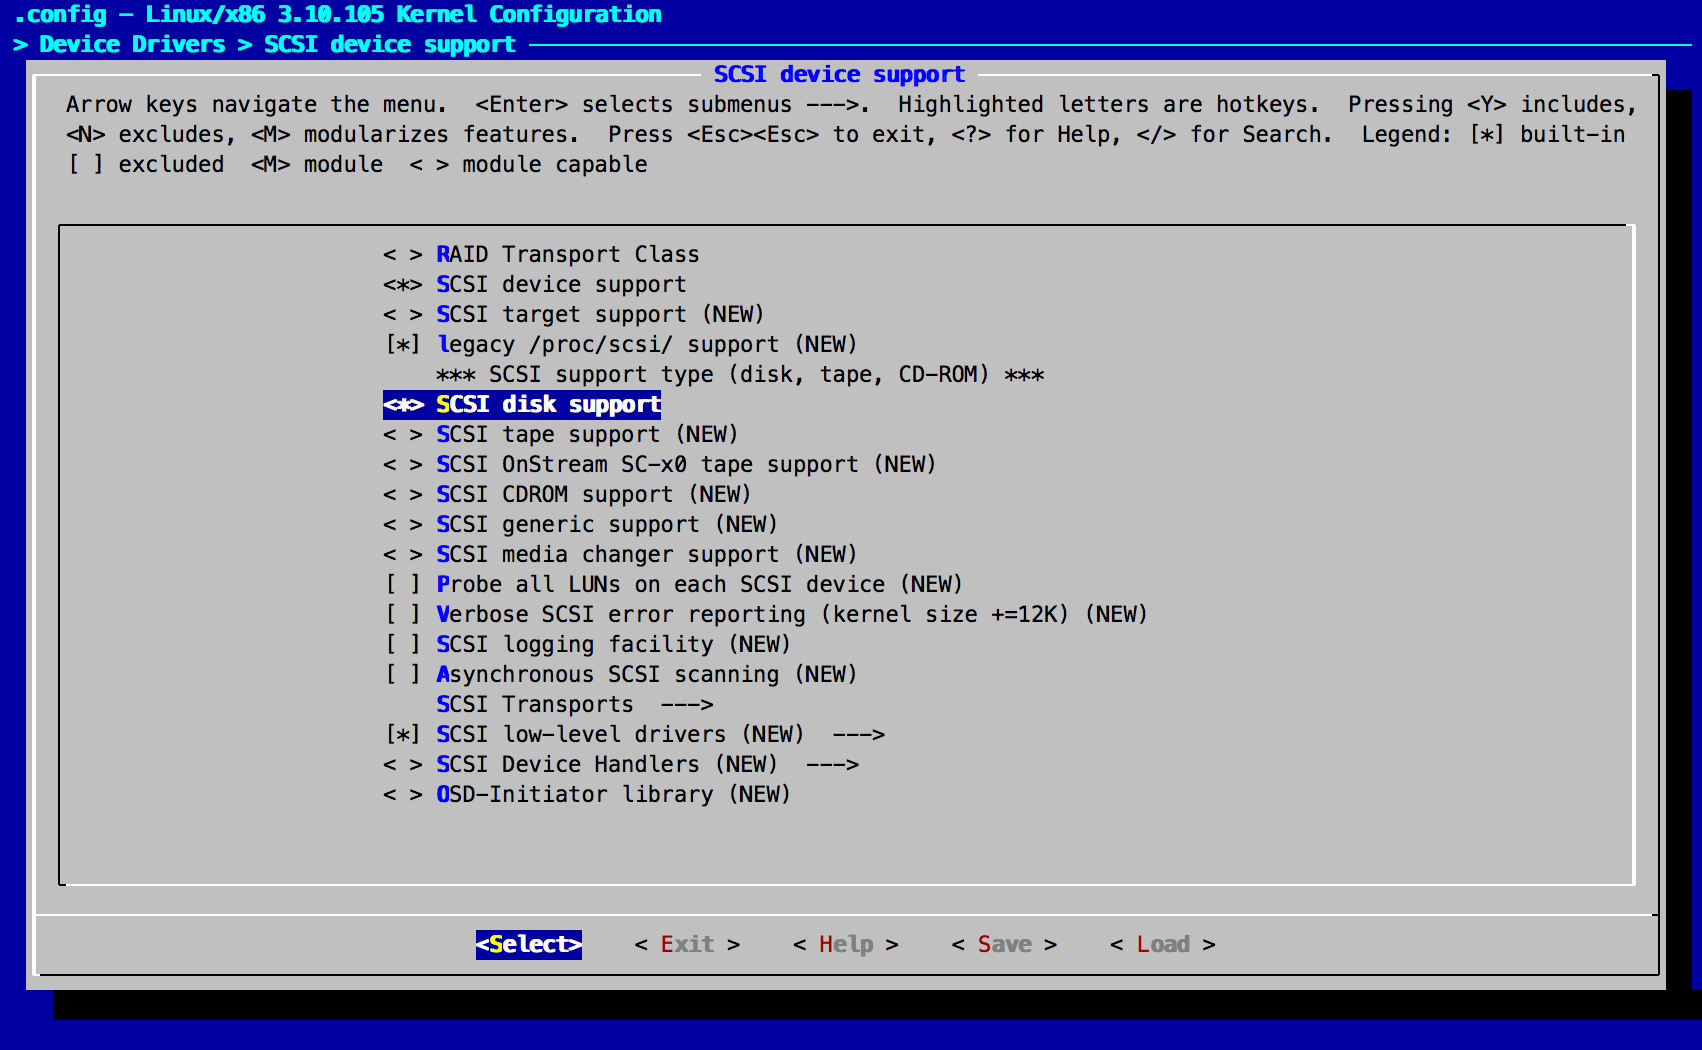 .config – Linux/x86 3.10.105 Kernel Configuration
> Device Drivers > SCSI device support
SCSI device support
Arrow keys navigate the menu.  <Enter> selects submenus --->.  Highlighted letters are hotkeys.  Pressing <Y> includes,
<N> excludes, <M> modularizes features.  Press <Esc><Esc> to exit, <?> for Help, </> for Search.  Legend: [*] built-in
[ ] excluded  <M> module  < > module capable
< > RAID Transport Class
<*> SCSI device support
< > SCSI target support (NEW)
[*] legacy /proc/scsi/ support (NEW)
*** SCSI support type (disk, tape, CD-ROM) ***
<*> SCSI disk support
< > SCSI tape support (NEW)
< > SCSI OnStream SC-x0 tape support (NEW)
< > SCSI CDROM support (NEW)
< > SCSI generic support (NEW)
< > SCSI media changer support (NEW)
[ ] Probe all LUNs on each SCSI device (NEW)
[ ] Verbose SCSI error reporting (kernel size +=12K) (NEW)
[ ] SCSI logging facility (NEW)
[ ] Asynchronous SCSI scanning (NEW)
SCSI Transports  --->
[*] SCSI low-level drivers (NEW)  --->
< > SCSI Device Handlers (NEW)  --->
< > OSD-Initiator library (NEW)
<Select>    < Exit >    < Help >    < Save >    < Load >